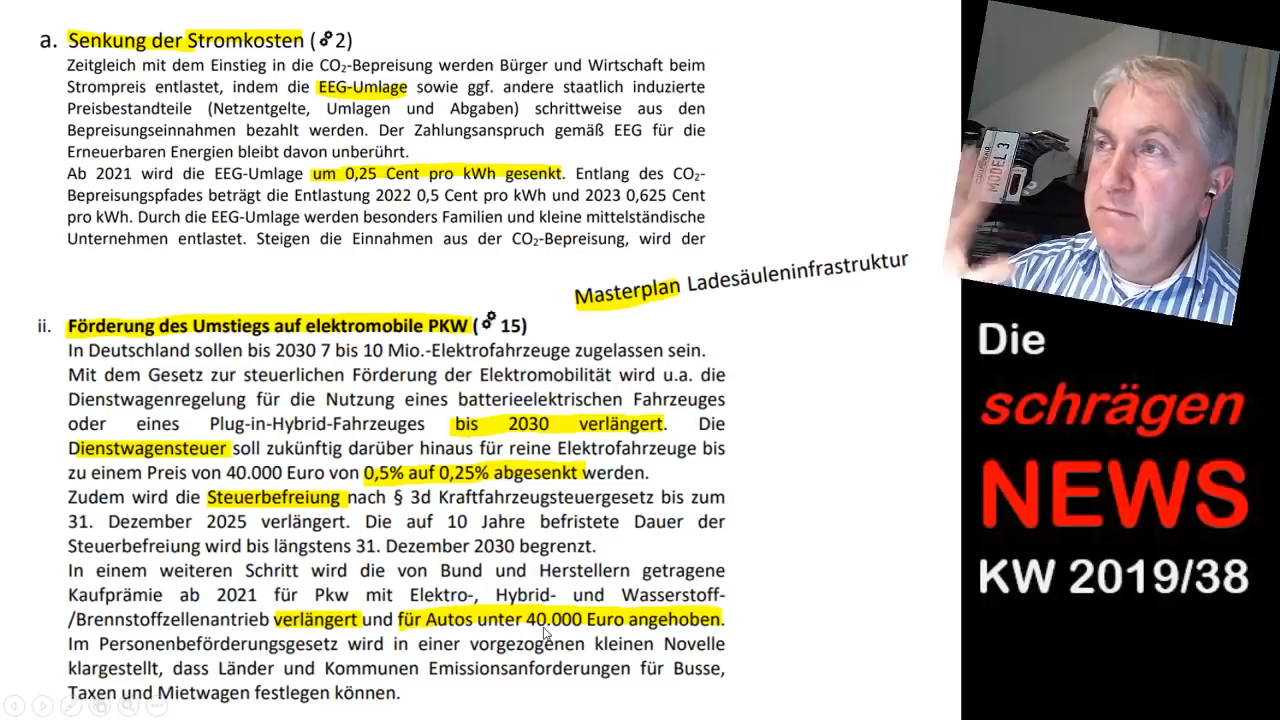 a. Senkung der Stromkosten (2)
Zeitgleich mit dem Einstieg in die CO₂-Bepreisung werden Bürger und Wirtschaft beim
Strompreis entlastet, indem die EEG-Umlage sowie ggf. andere staatlich induzierte
Preisbestandteile (Netzentgelte, Umlagen und Abgaben) schrittweise aus den
Bepreisungseinnahmen bezahlt werden. Der Zahlungsanspruch gemäß EEG für die
Erneuerbaren Energien bleibt davon unberührt.
Ab 2021 wird die EEG-Umlage um 0,25 Cent pro kWh gesenkt. Entlang des CO₂-
Bepreisungspfades beträgt die Entlastung 2022 0,5 Cent pro kWh und 2023 0,625 Cent
pro kWh. Durch die EEG-Umlage werden besonders Familien und kleine mittelständische
Unternehmen entlastet. Steigen die Einnahmen aus der CO₂-Bepreisung, wird der
Masterplan Ladesäuleninfrastruktur
ii. Förderung des Umstiegs auf elektromobile PKW (15)
In Deutschland sollen bis 2030 7 bis 10 Mio.-Elektrofahrzeuge zugelassen sein.
Mit dem Gesetz zur steuerlichen Förderung der Elektromobilität wird u.a. die
Dienstwagenregelung für die Nutzung eines batterieelektrischen Fahrzeuges
oder eines Plug-in-Hybrid-Fahrzeuges bis 2030 verlängert. Die
Dienstwagensteuer soll zukünftig darüber hinaus für reine Elektrofahrzeuge bis
zu einem Preis von 40.000 Euro von 0,5% auf 0,25% abgesenkt werden.
Zudem wird die Steuerbefreiung nach § 3d Kraftfahrzeugsteuergesetz bis zum
31. Dezember 2025 verlängert. Die auf 10 Jahre befristete Dauer der
Steuerbefreiung wird bis längstens 31. Dezember 2030 begrenzt.
In einem weiteren Schritt wird die von Bund und Herstellern getragene
Kaufprämie ab 2021 für Pkw mit Elektro-, Hybrid- und Wasserstoff-
/Brennstoffzellenantrieb verlängert und für Autos unter 40.000 Euro angehoben.
Im Personenbeförderungsgesetz wird in einer vorgezogenen kleinen Novelle
klargestellt, dass Länder und Kommunen Emissionsanforderungen für Busse,
Taxen und Mietwagen festlegen können.
MODEL 3
Die
schrägen
NEWS
KW 2019/38